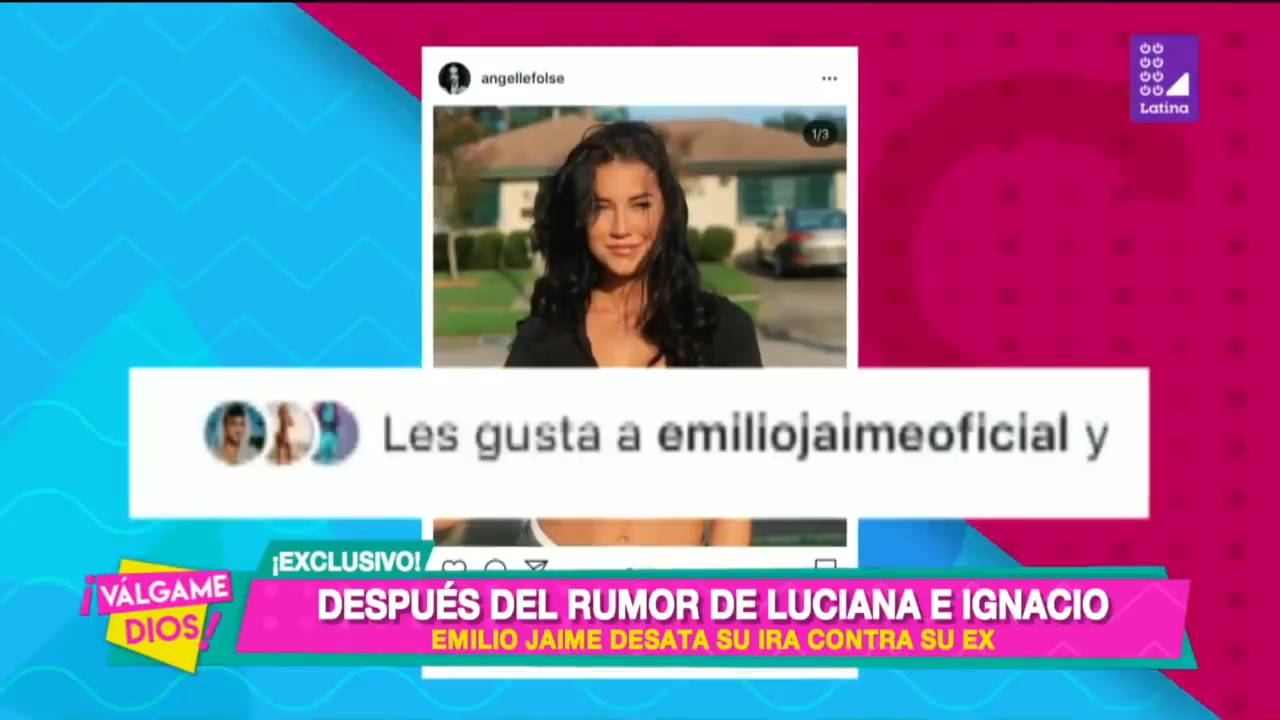 angellefolse
1/3
Latina
Les gusta a emiliojaimeoficial y
¡EXCLUSIVO!
¡VÁLGAME
DIOS!
DESPUÉS DEL RUMOR DE LUCIANA E IGNACIO
EMILIO JAIME DESATA SU IRA CONTRA SU EX